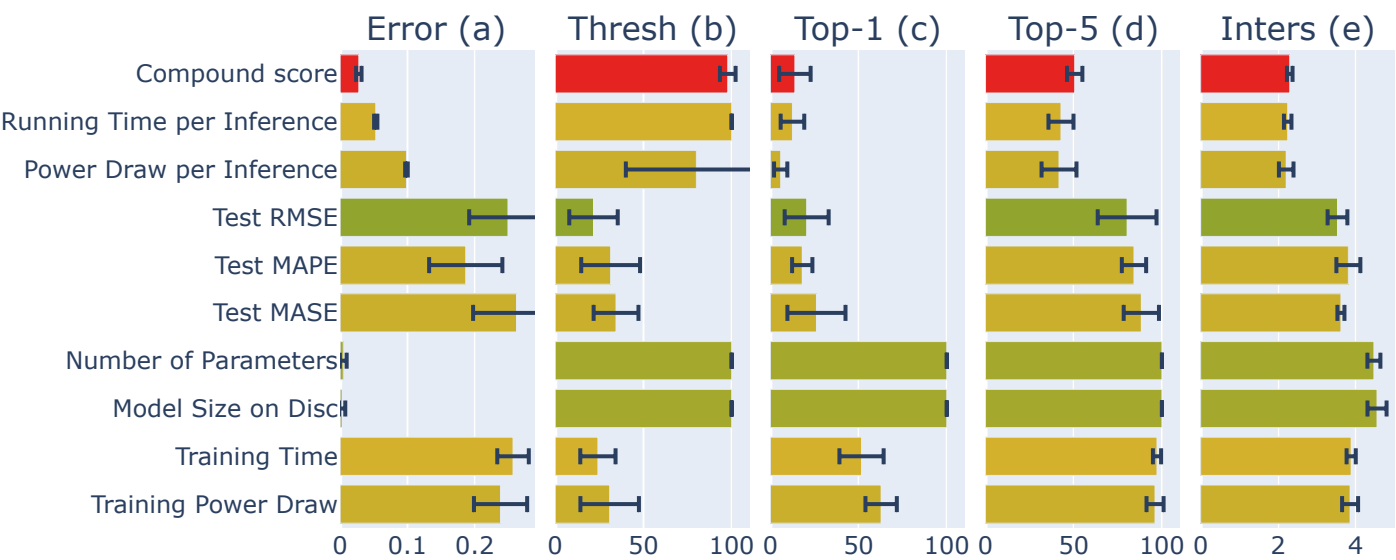 Error (a) Thresh (b) Top-1 (c) Top-5 (d) Inters (e)
Compound score
Running Time per Inference
Power Draw per Inference
Test RMSE
Test MAPE
Test MASE
Number of Parameters
Model Size on Disc
Training Time
Training Power Draw
0 0.1 0.2 0 50 100 0 50 100 0 50 100 0 2 4